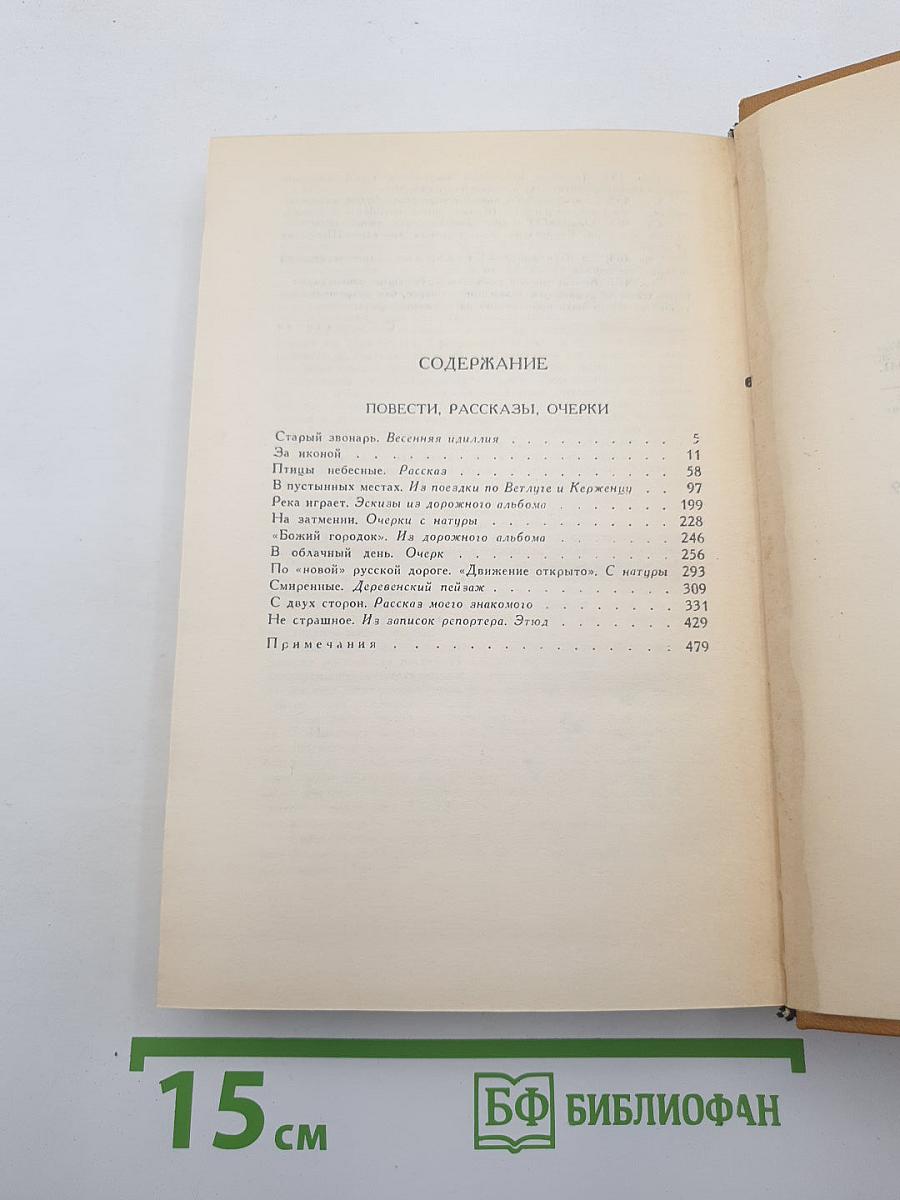 СОДЕРЖАНИЕ
ПОВЕСТИ, РАССКАЗЫ, ОЧЕРКИ
Старый звонарь. Весенняя идиллия . . . . . . . . . . 5
За иконой . . . . . . . . . . . . . . . . . . . 11
Птицы небесные. Рассказ . . . . . . . . . . . . . 58
В пустынных местах. Из поездки по Ветлуге и Керженцу . . 97
Река играет. Эскизы из дорожного альбома . . . . . . . 199
На затмении. Очерки с натуры . . . . . . . . . . . 228
«Божий городок». Из дорожного альбома . . . . . . . 246
В облачный день. Очерк . . . . . . . . . . . . . 256
По «новой» русской дороге. «Движение открыто». С натуры 293
Смиренные. Деревенский пейзаж . . . . . . . . . . . 309
С двух сторон. Рассказ моего знакомого . . . . . . . . 331
Не страшное. Из записок репортера. Этюд . . . . . . . 429
Примечания . . . . . . . . . . . . . . . . 479
15 см
БФ БИБЛИОФАН